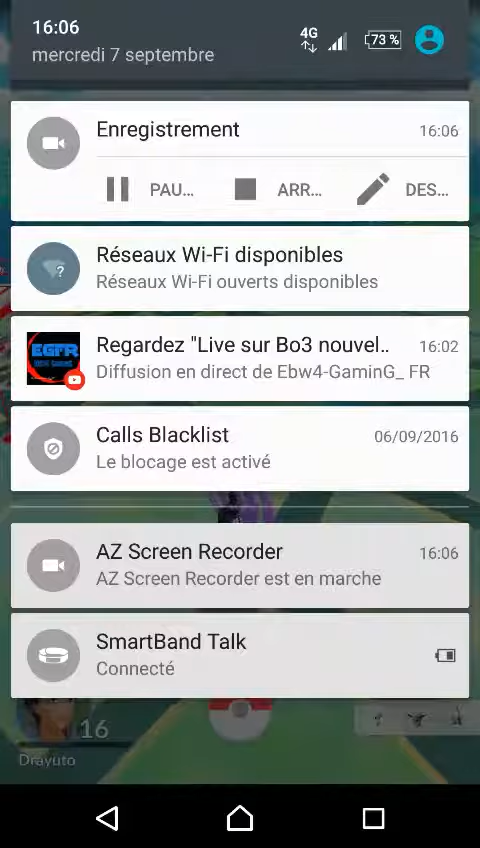 16:06
mercredi 7 septembre
4G
73 %
Enregistrement
16:06
PAU...
ARR...
DES...
Réseaux Wi-Fi disponibles
Réseaux Wi-Fi ouverts disponibles
EGFR
Regardez "Live sur Bo3 nouvel..
16:02
Diffusion en direct de Ebw4-GaminG_ FR
Calls Blacklist
06/09/2016
Le blocage est activé
AZ Screen Recorder
16:06
AZ Screen Recorder est en marche
SmartBand Talk
Connecté
16
Drayuto